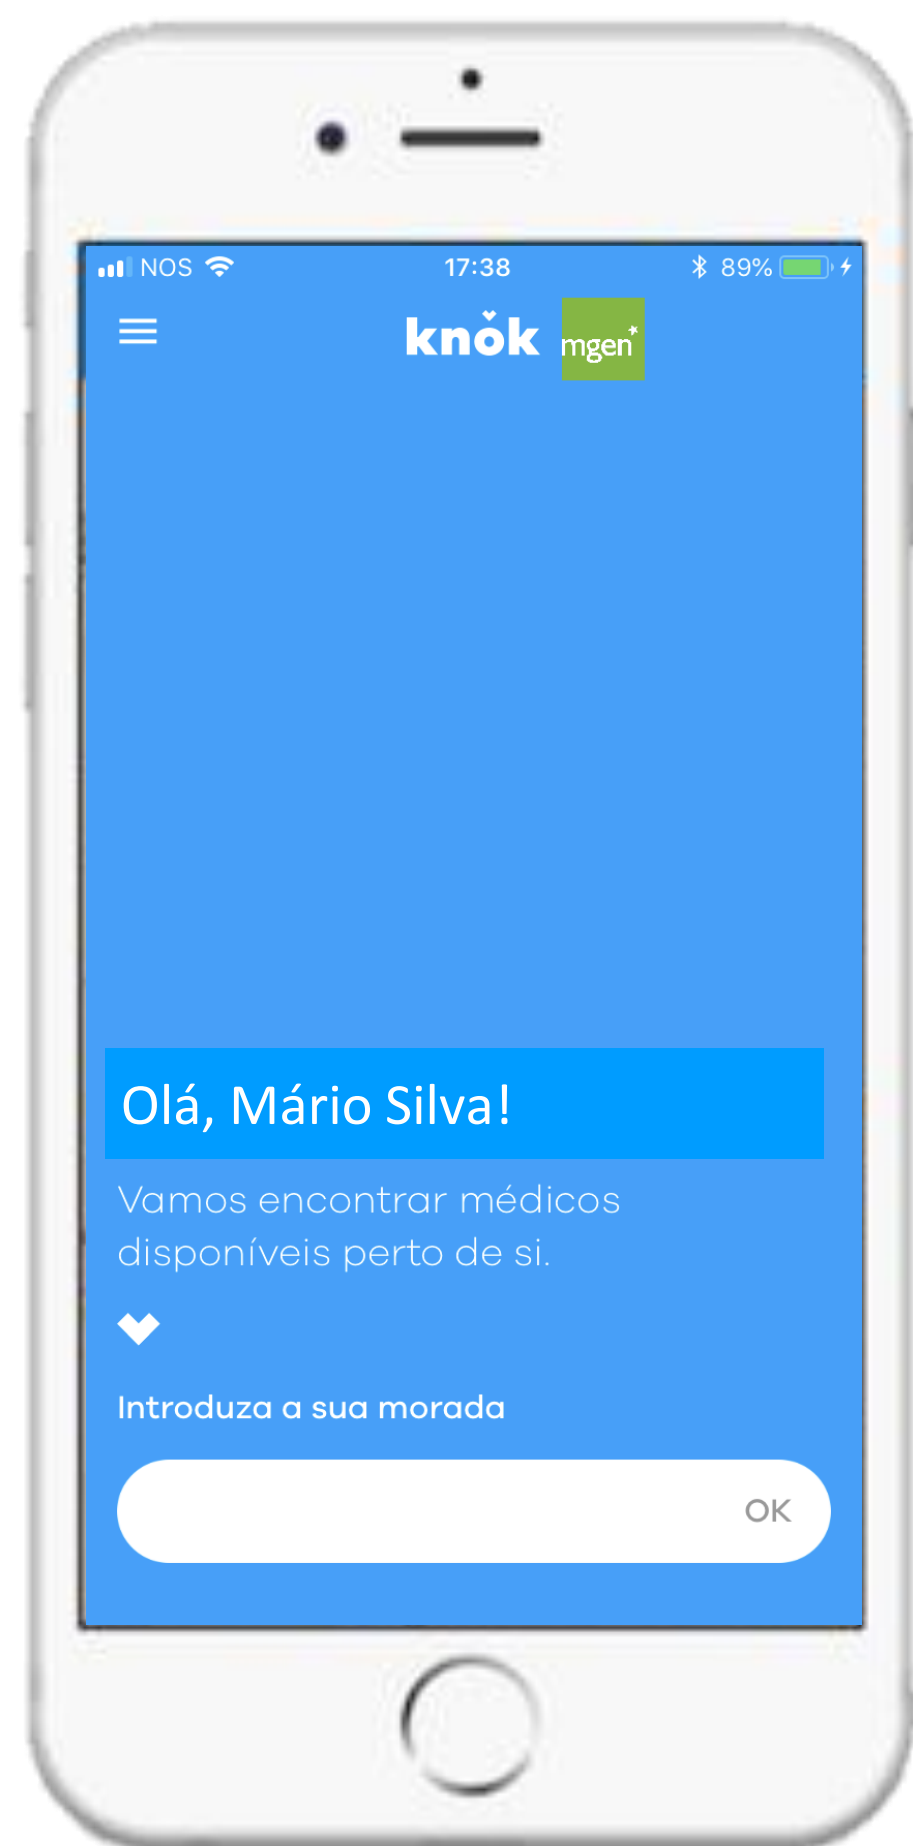 NOS 17:38 89%
knok mgen
Olá, Mário Silva!
Vamos encontrar médicos
disponíveis perto de si.
Introduza a sua morada
OK